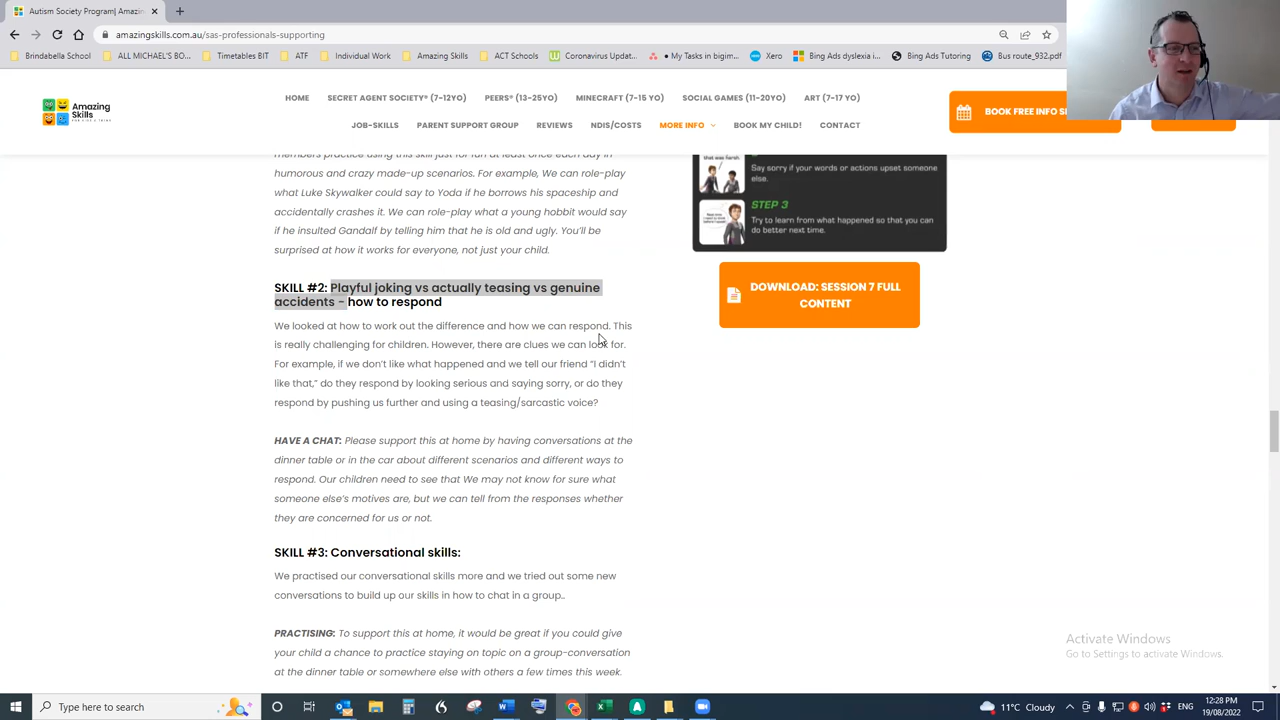 Autism Society Program| Amazi
amazingskills.com.au/sas-professionals-supporting
Brindabella School
ALL MICHAEL'S BOO
AIT
Individual Work
Amazing Skills
ACT Schools
Coronavirus Updat
Tweets in bigim
Xero
Bing Ads dyslexia i
Bing Ads Tutoring
Bus route_932.pdf
Amazing
Skills
HOME
SECRET AGENT SOCIETY® (7-12YO)
PEERS® (13-25YO)
MINECRAFT (7-15 YO)
SOCIAL GAMES (11-20YO)
ART (7-17 YO)
JOB-SKILLS
PARENT SUPPORT GROUP
REVIEWS
NDIS/COSTS
MORE INFO
BOOK MY CHILD!
CONTACT
BOOK FREE INFO
members practice using this skill just for fun at least once each day in
humorous and crazy made-up scenarios. For example, We can role-play
what Luke Skywalker could say to Yoda if he borrows his spaceship and
accidentally crashes it. We can role-play what a young hobbit would say
if he insulted Gandalf by telling him that he is old and ugly. You'll be
surprised at how it works for everyone, not just your child.
SKILL #2: Playful joking vs actually teasing vs genuine
accidents - how to respond
We looked at how to work out the difference and how we can respond. This
is really challenging for children. However, there are clues we can look for.
For example, if we don't like what happened and we tell our friend “I didn't
like that,” do they respond by looking serious and saying sorry, or do they
respond by pushing us further and using a teasing/sarcastic voice?
HAVE A CHAT: Please support this at home by having conversations at the
dinner table or in the car about different scenarios and different ways to
respond. Our children need to see that We may not know for sure what
someone else's motives are, but we can tell from the responses whether
they are concerned for us or not.
SKILL #3: Conversational skills:
We practised our conversational skills more and we tried out some new
conversations to build up our skills in how to chat in a group..
PRACTISING: To support this at home, it would be great if you could give
your child a chance to practice staying on topic on a group-conversation
at the dinner table or somewhere else with others a few times this week.
that was harsh.
Say sorry if your words or actions upset someone
else.
STEP 3
Try to learn from what happened so that you can
do better next time.
DOWNLOAD: SESSION 7 FULL
CONTENT
Activate Windows
Go to Settings to activate Windows.
Type here to search
11°C Cloudy
12:28 PM
19/08/2022